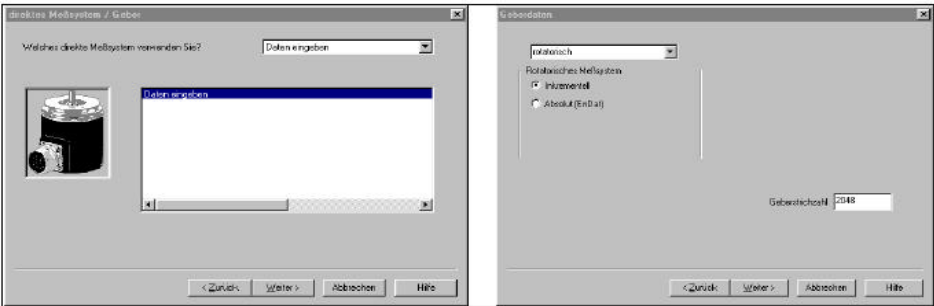 direktes Meßsystem / Geber
Welches direkte Meßsystem verwenden Sie?
Daten eingeben
Daten eingeben
< Zurück
Weiter >
Abbrechen
Hilfe
Geberdaten
rotatorisch
Rotatorisches Meßsystem
Inkrementell
Absolut (EnDat)
Geberstrichzahl
2048
< Zurück
Weiter >
Abbrechen
Hilfe